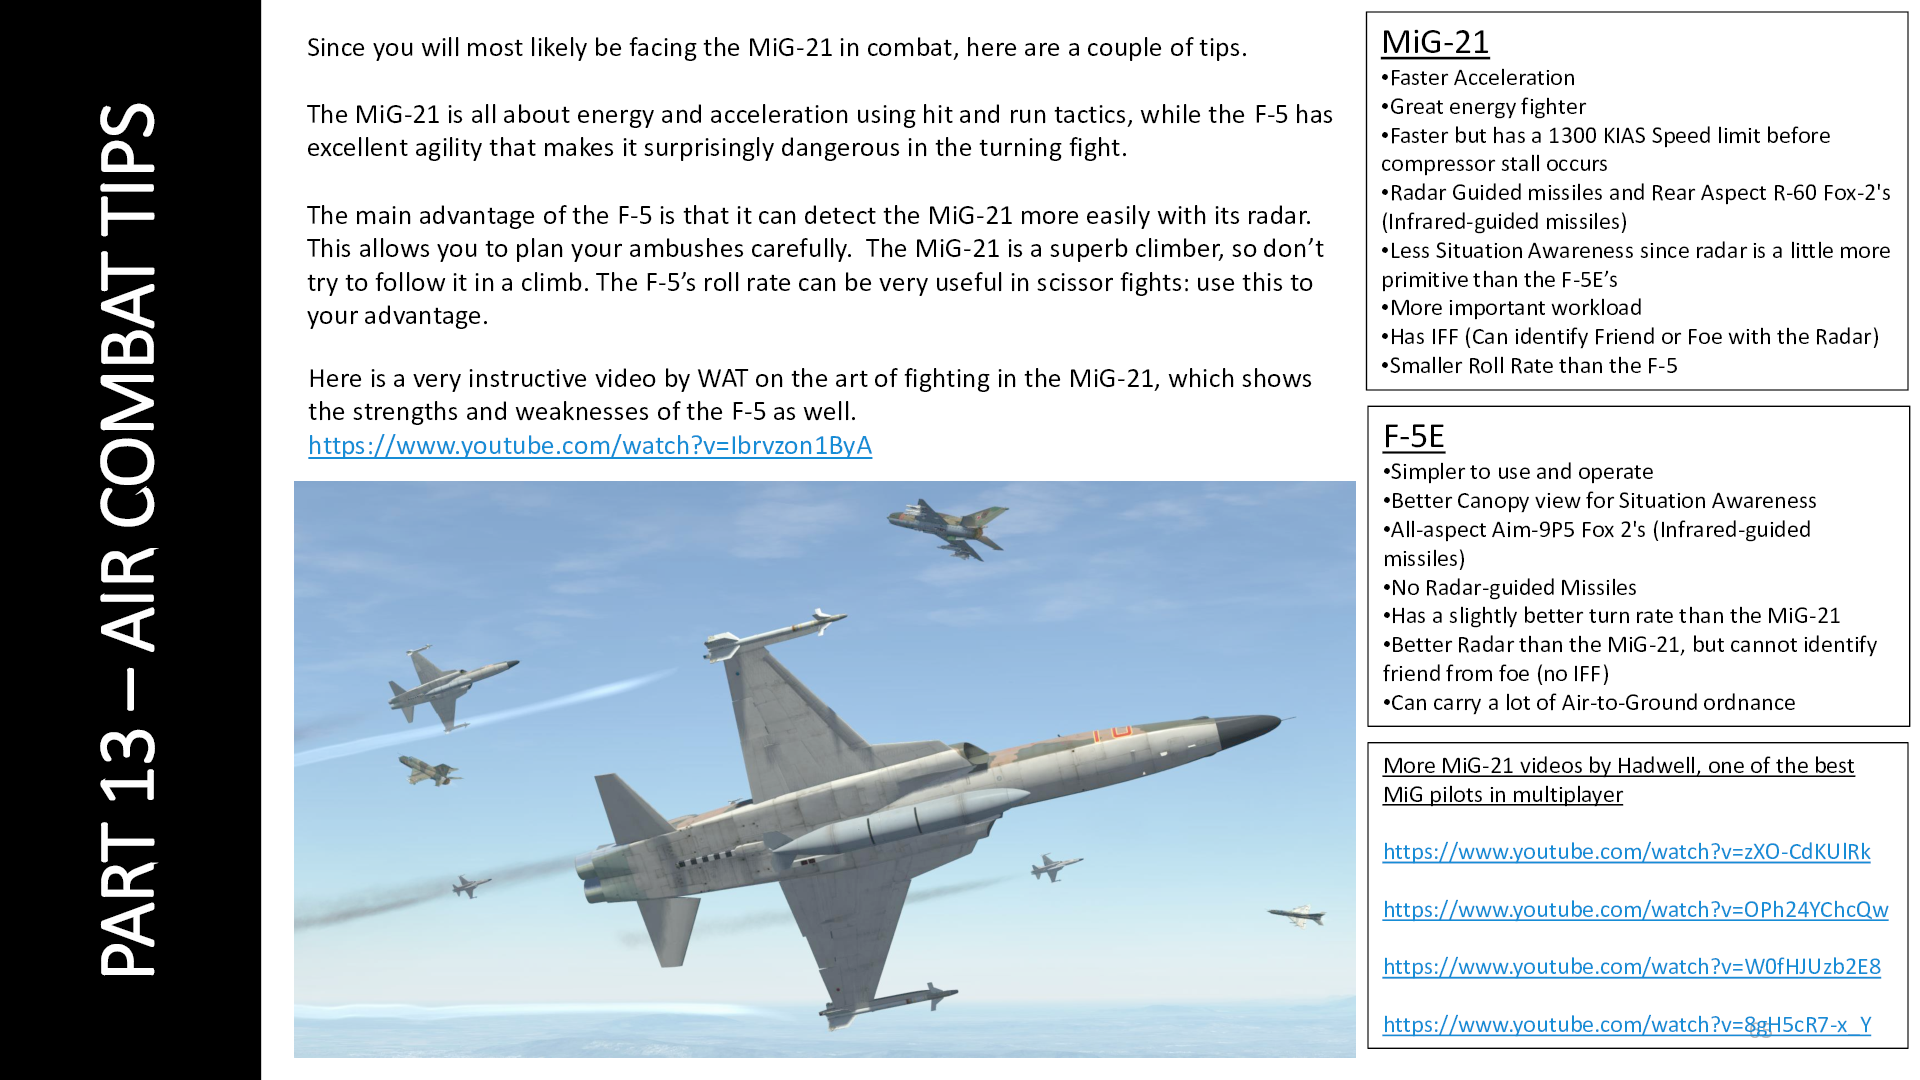 PART 13 – AIR COMBAT TIPS
Since you will most likely be facing the MiG-21 in combat, here are a couple of tips.
The MiG-21 is all about energy and acceleration using hit and run tactics, while the F-5 has
excellent agility that makes it surprisingly dangerous in the turning fight.
The main advantage of the F-5 is that it can detect the MiG-21 more easily with its radar.
This allows you to plan your ambushes carefully.  The MiG-21 is a superb climber, so don’t
try to follow it in a climb. The F-5’s roll rate can be very useful in scissor fights: use this to
your advantage.
Here is a very instructive video by WAT on the art of fighting in the MiG-21, which shows
the strengths and weaknesses of the F-5 as well.
https://www.youtube.com/watch?v=Ibrvzon1ByA
MiG-21
•Faster Acceleration
•Great energy fighter
•Faster but has a 1300 KIAS Speed limit before
compressor stall occurs
•Radar Guided missiles and Rear Aspect R-60 Fox-2's
(Infrared-guided missiles)
•Less Situation Awareness since radar is a little more
primitive than the F-5E’s
•More important workload
•Has IFF (Can identify Friend or Foe with the Radar)
•Smaller Roll Rate than the F-5
F-5E
•Simpler to use and operate
•Better Canopy view for Situation Awareness
•All-aspect Aim-9P5 Fox 2's (Infrared-guided
missiles)
•No Radar-guided Missiles
•Has a slightly better turn rate than the MiG-21
•Better Radar than the MiG-21, but cannot identify
friend from foe (no IFF)
•Can carry a lot of Air-to-Ground ordnance
More MiG-21 videos by Hadwell, one of the best
MiG pilots in multiplayer
https://www.youtube.com/watch?v=zXO-CdKUlRk
https://www.youtube.com/watch?v=OPh24YChcQw
https://www.youtube.com/watch?v=W0fHJUzb2E8
https://www.youtube.com/watch?v=8gH5cR7-x_Y